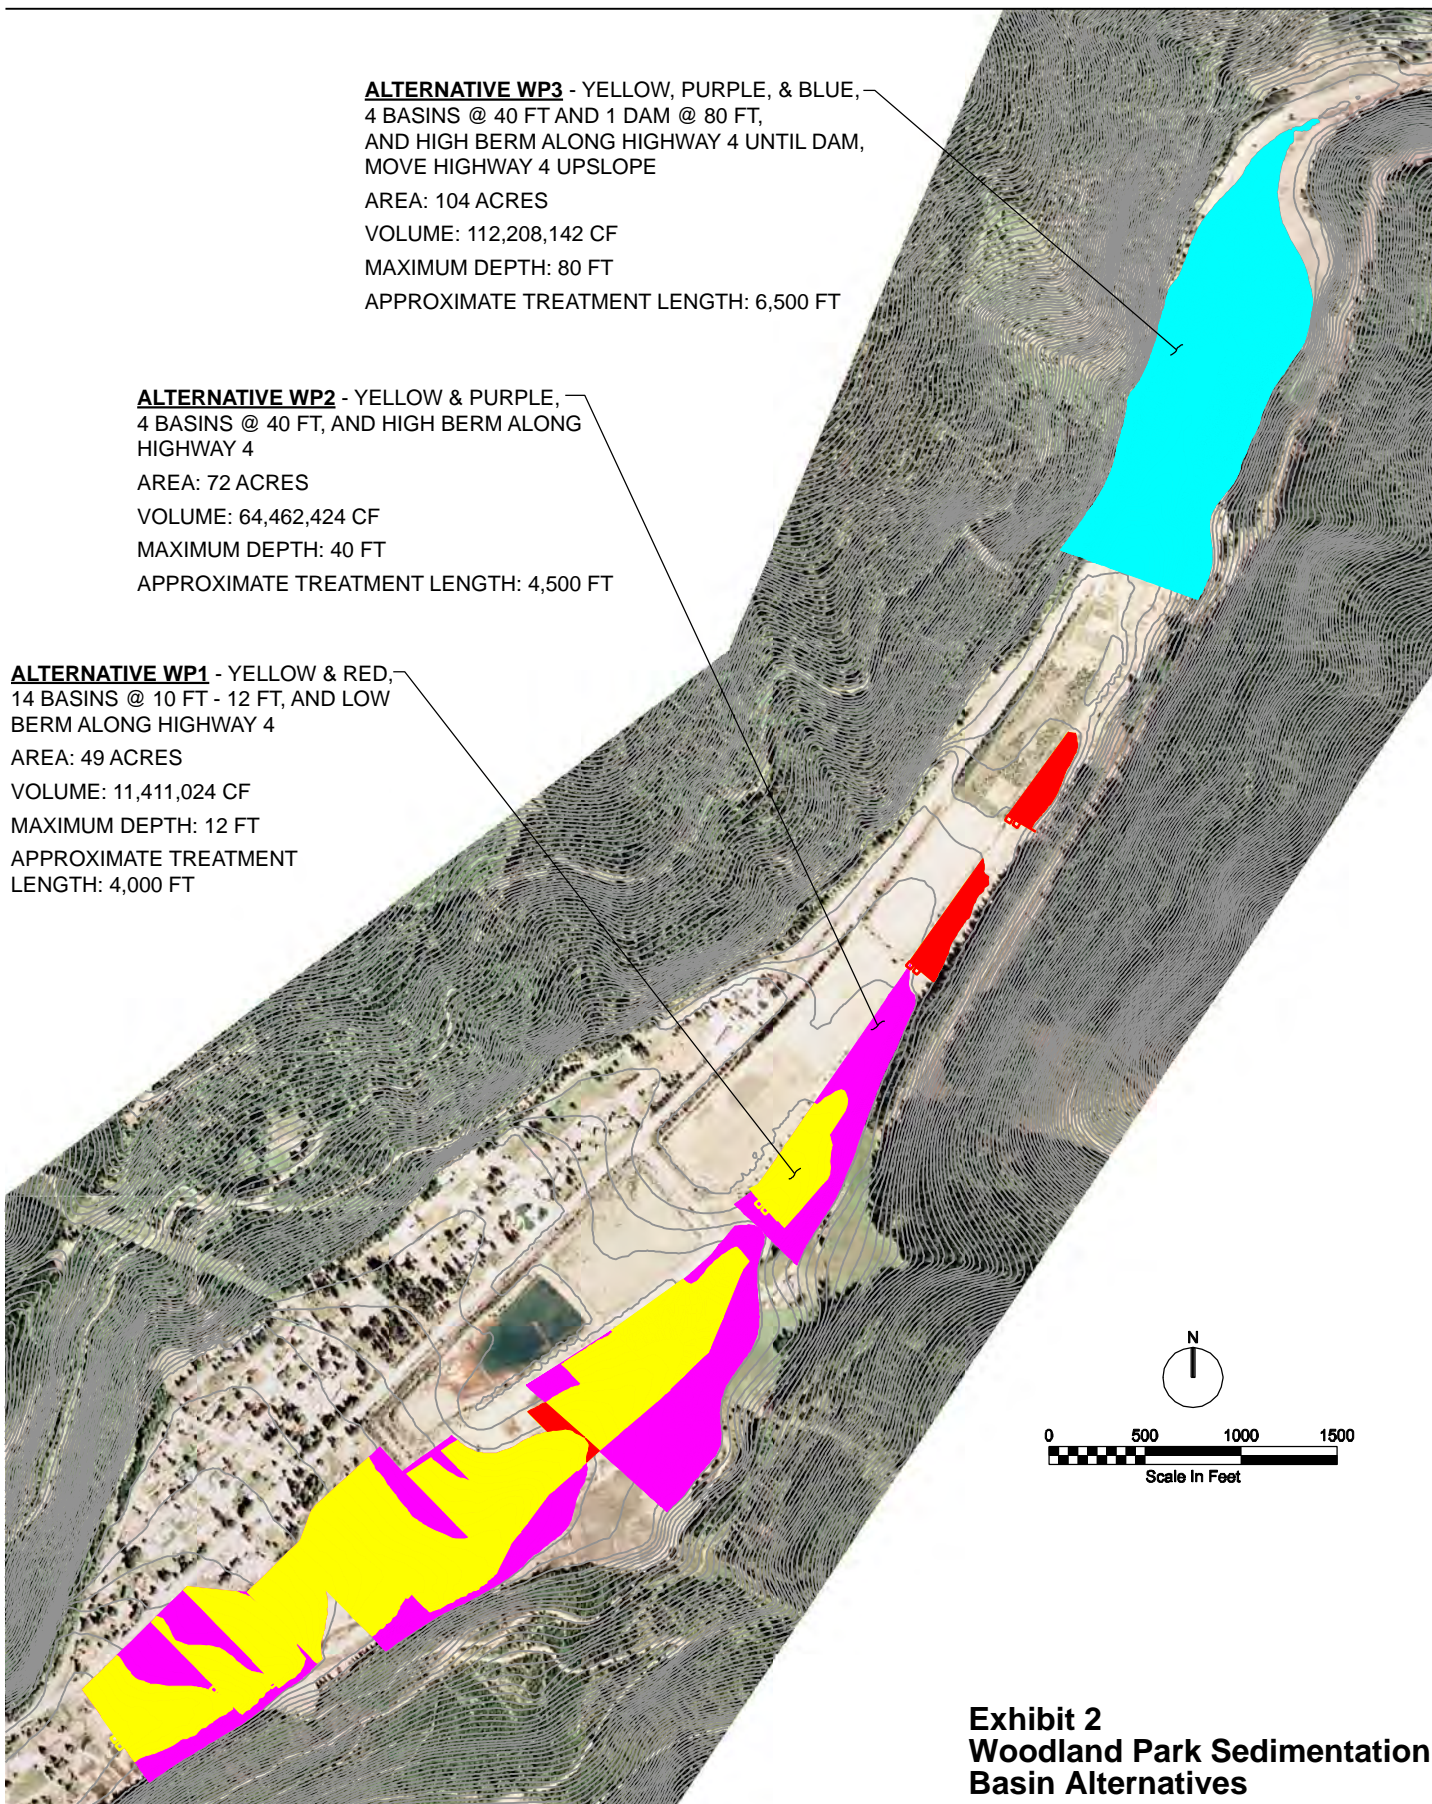 ALTERNATIVE WP3 - YELLOW, PURPLE, & BLUE,
4 BASINS @ 40 FT AND 1 DAM @ 80 FT,
AND HIGH BERM ALONG HIGHWAY 4 UNTIL DAM,
MOVE HIGHWAY 4 UPSLOPE
AREA: 104 ACRES
VOLUME: 112,208,142 CF
MAXIMUM DEPTH: 80 FT
APPROXIMATE TREATMENT LENGTH: 6,500 FT
ALTERNATIVE WP2 - YELLOW & PURPLE,
4 BASINS @ 40 FT, AND HIGH BERM ALONG
HIGHWAY 4
AREA: 72 ACRES
VOLUME: 64,462,424 CF
MAXIMUM DEPTH: 40 FT
APPROXIMATE TREATMENT LENGTH: 4,500 FT
ALTERNATIVE WP1 - YELLOW & RED,
14 BASINS @ 10 FT - 12 FT, AND LOW
BERM ALONG HIGHWAY 4
AREA: 49 ACRES
VOLUME: 11,411,024 CF
MAXIMUM DEPTH: 12 FT
APPROXIMATE TREATMENT
LENGTH: 4,000 FT
N
0 500 1000 1500
Scale In Feet
Exhibit 2
Woodland Park Sedimentation
Basin Alternatives